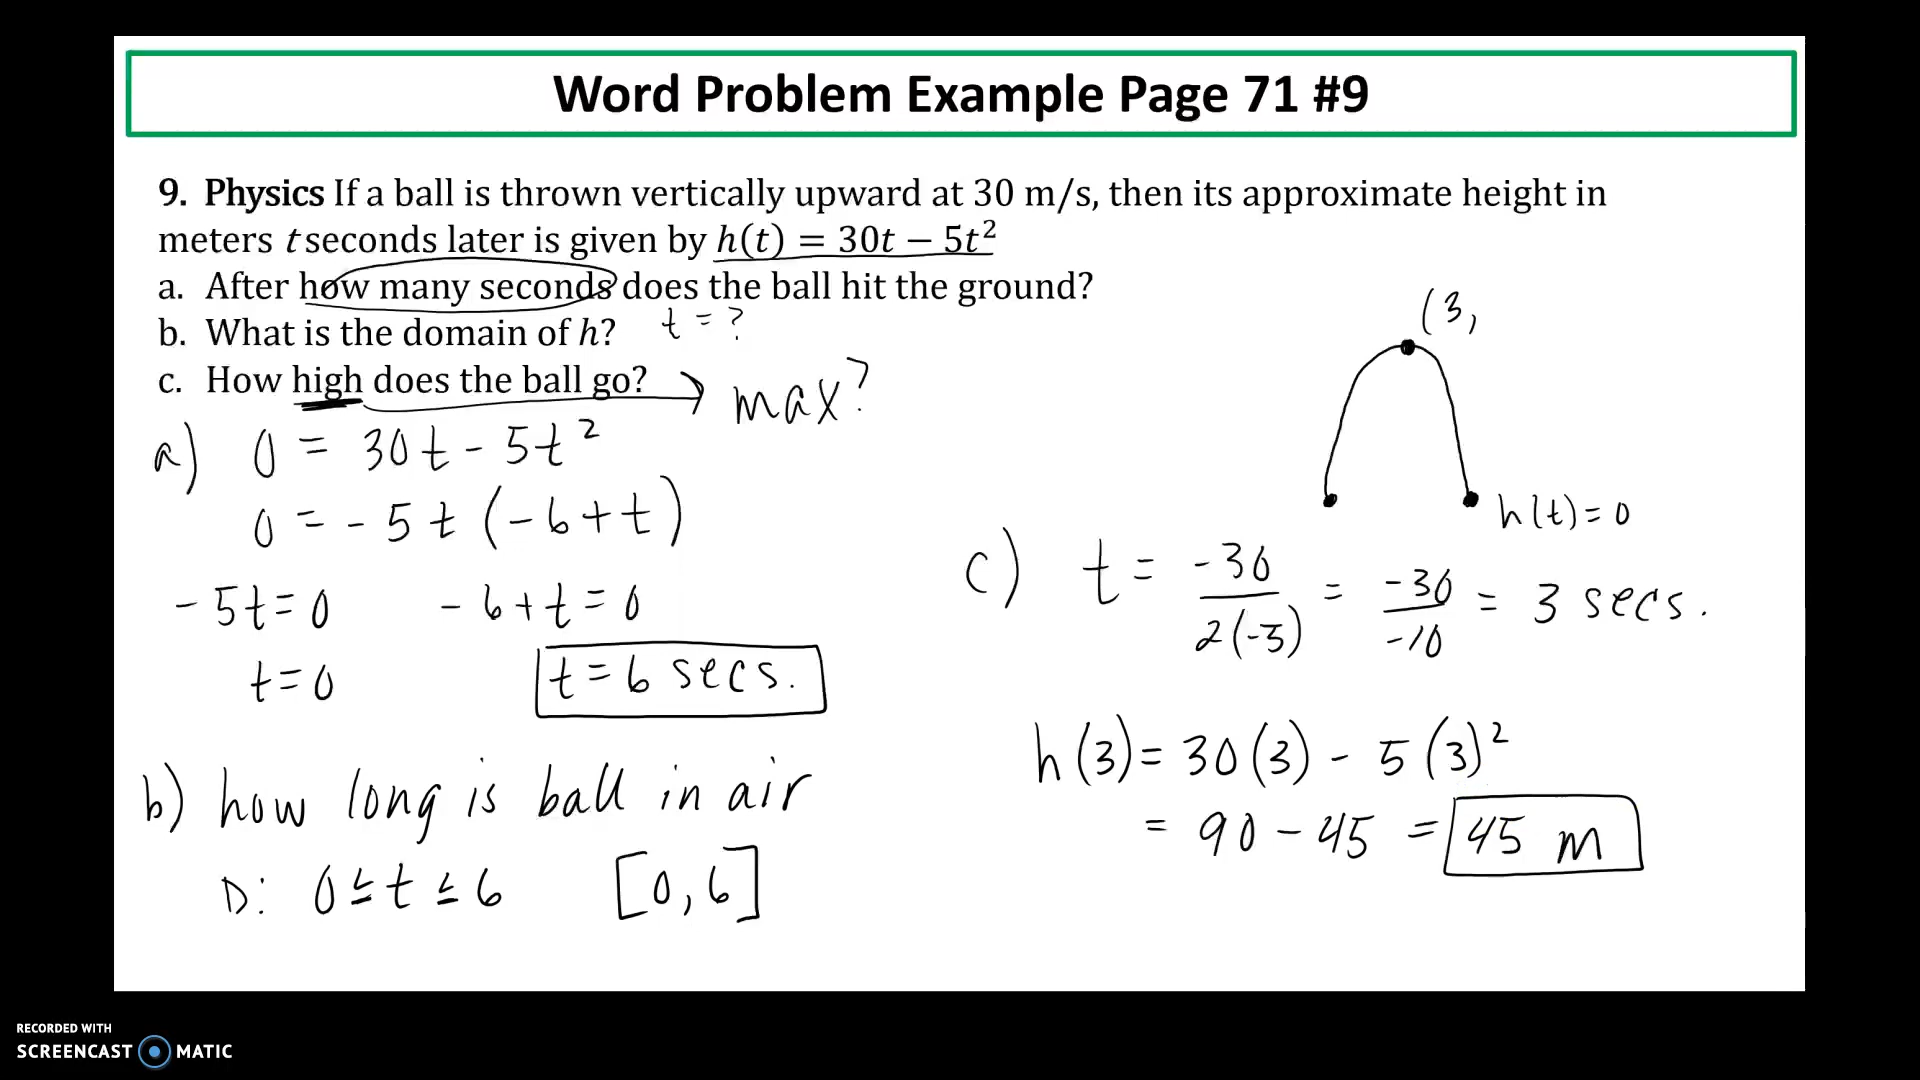 Word Problem Example Page 71 #9
9. Physics If a ball is thrown vertically upward at 30 m/s, then its approximate height in
meters t seconds later is given by h(t) = 30t − 5t²
a. After how many seconds does the ball hit the ground?
b. What is the domain of h?
t = ?
c. How high does the ball go?
max?
a) 0 = 30t - 5t²
0 = -5t (-6+t)
-5t=0 -6+t=0
t=0 t=6 secs.
b) how long is ball in air
D: 0≤t≤6 [0,6]
(3,
h(t)=0
c) t = -30/2(-5) = -30/-10 = 3 secs.
h(3)= 30(3) - 5(3)²
= 90 - 45 = 45 m
RECORDED WITH
SCREENCAST MATIC